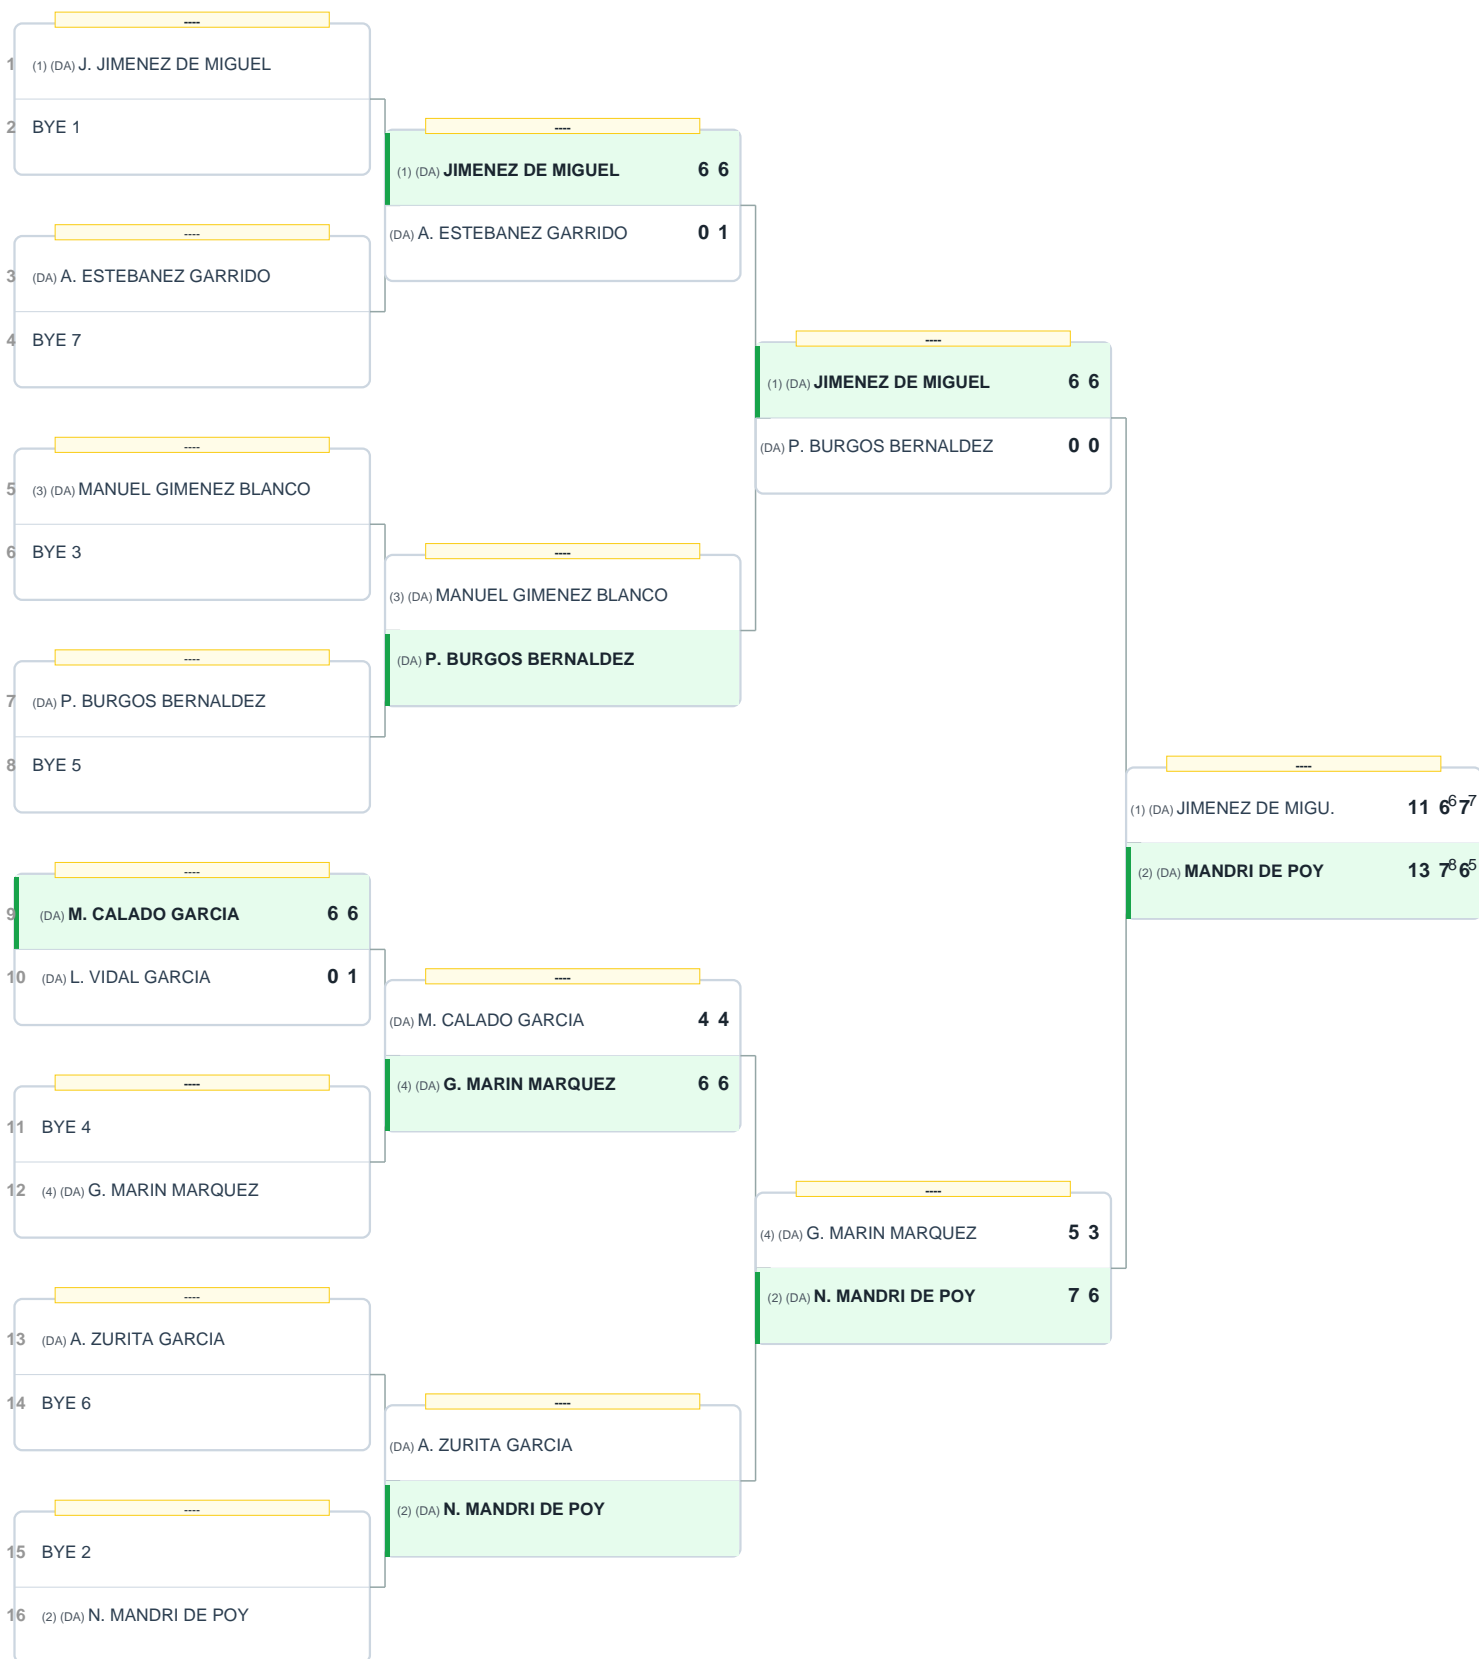 ----
1 (1) (DA) J. JIMENEZ DE MIGUEL
2 BYE 1
----
3 (DA) A. ESTEBANEZ GARRIDO
4 BYE 7
----
5 (3) (DA) MANUEL GIMENEZ BLANCO
6 BYE 3
----
7 (DA) P. BURGOS BERNALDEZ
8 BYE 5
----
9 (DA) M. CALADO GARCIA 6 6
10 (DA) L. VIDAL GARCIA 0 1
----
11 BYE 4
12 (4) (DA) G. MARIN MARQUEZ
----
13 (DA) A. ZURITA GARCIA
14 BYE 6
----
15 BYE 2
16 (2) (DA) N. MANDRI DE POY
----
(1) (DA) JIMENEZ DE MIGUEL 6 6
(DA) A. ESTEBANEZ GARRIDO 0 1
----
(3) (DA) MANUEL GIMENEZ BLANCO
(DA) P. BURGOS BERNALDEZ
----
(DA) M. CALADO GARCIA 4 4
(4) (DA) G. MARIN MARQUEZ 6 6
----
(DA) A. ZURITA GARCIA
(2) (DA) N. MANDRI DE POY
----
(1) (DA) JIMENEZ DE MIGUEL 6 6
(DA) P. BURGOS BERNALDEZ 0 0
----
(4) (DA) G. MARIN MARQUEZ 5 3
(2) (DA) N. MANDRI DE POY 7 6
----
(1) (DA) JIMENEZ DE MIGU. 11 6 6 7 7
(2) (DA) MANDRI DE POY 13 7 8 6 5